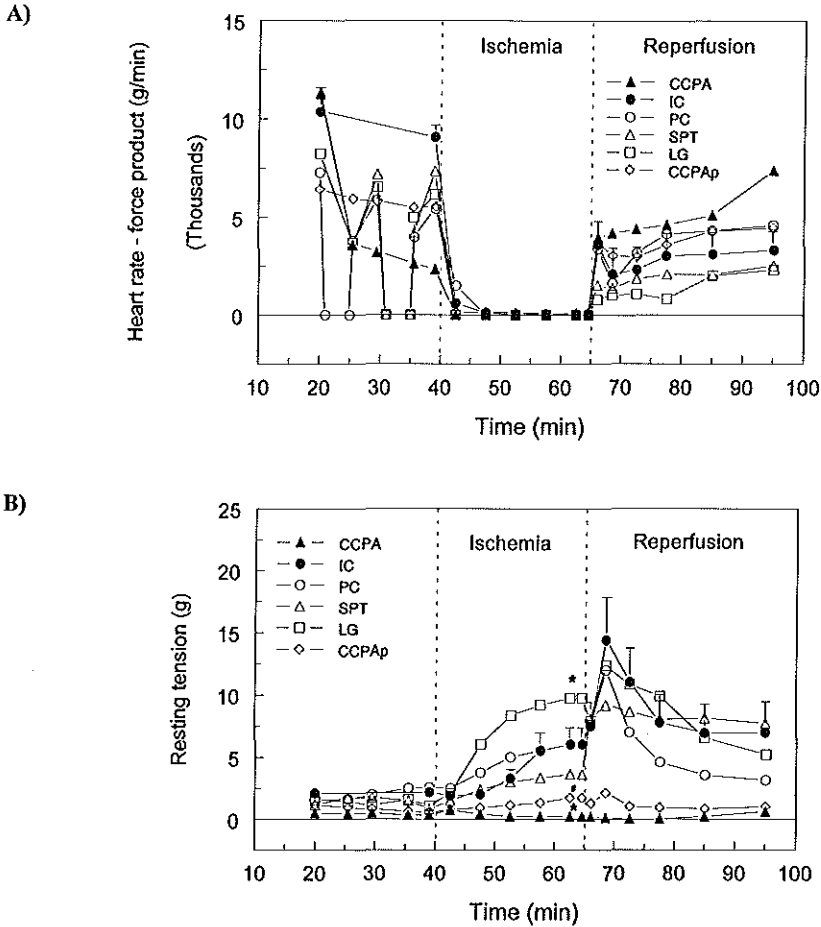 A)
Heart rate - force product (g/min)
(Thousands)
15
10
5
0
Ischemia
Reperfusion
CCPA
IC
PC
SPT
LG
CCPAp
10 20 30 40 50 60 70 80 90 100
Time (min)
B)
Resting tension (g)
25
20
15
10
5
0
CCPA
IC
PC
SPT
LG
CCPAp
Ischemia
Reperfusion
*
#
*
10 20 30 40 50 60 70 80 90 100
Time (min)